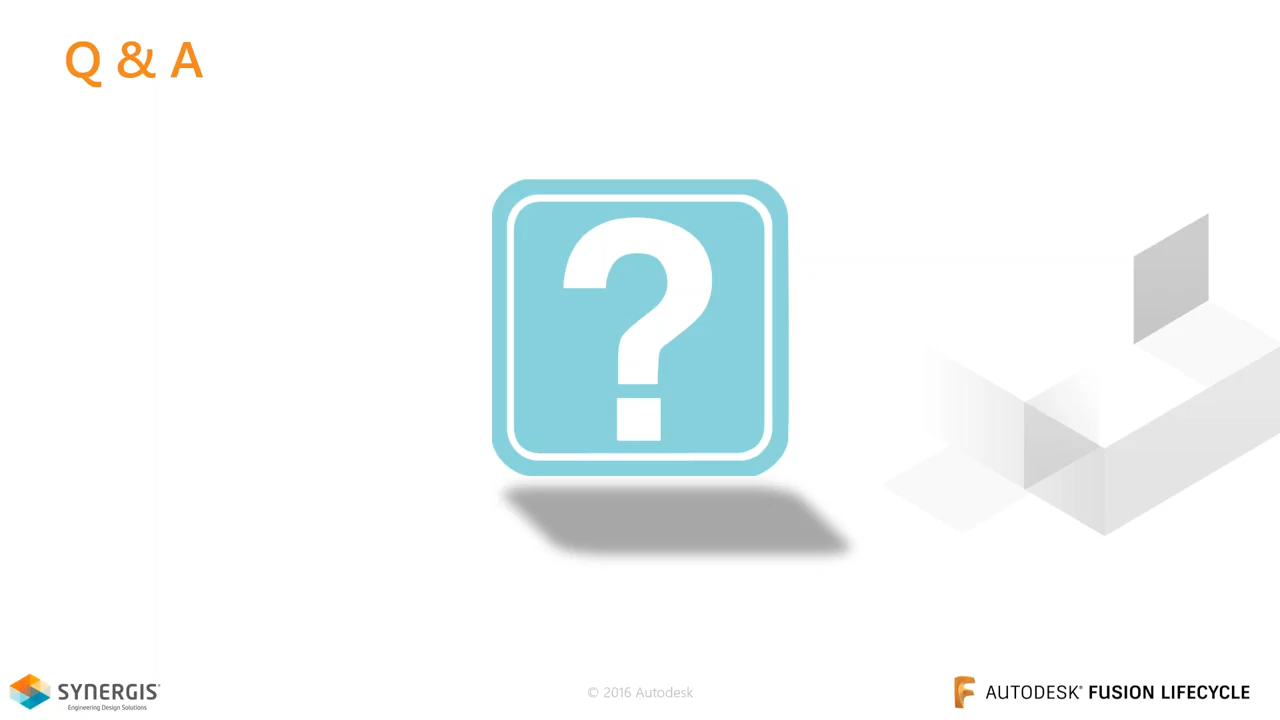 Q & A
?
SYNERGIS®
Engineering Design Solutions
© 2016 Autodesk
AUTODESK® FUSION LIFECYCLE